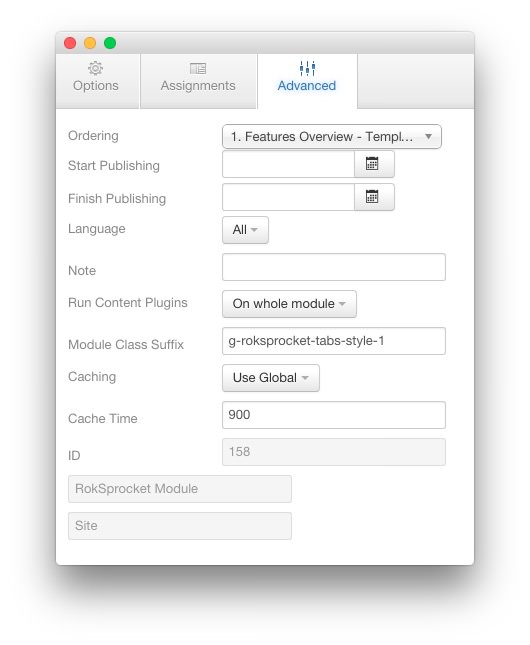 Options
Assignments
Advanced
Ordering
1. Features Overview - Templ...
Start Publishing
Finish Publishing
Language
All
Note
Run Content Plugins
On whole module
Module Class Suffix
g-roksprocket-tabs-style-1
Caching
Use Global
Cache Time
900
ID
158
RokSprocket Module
Site